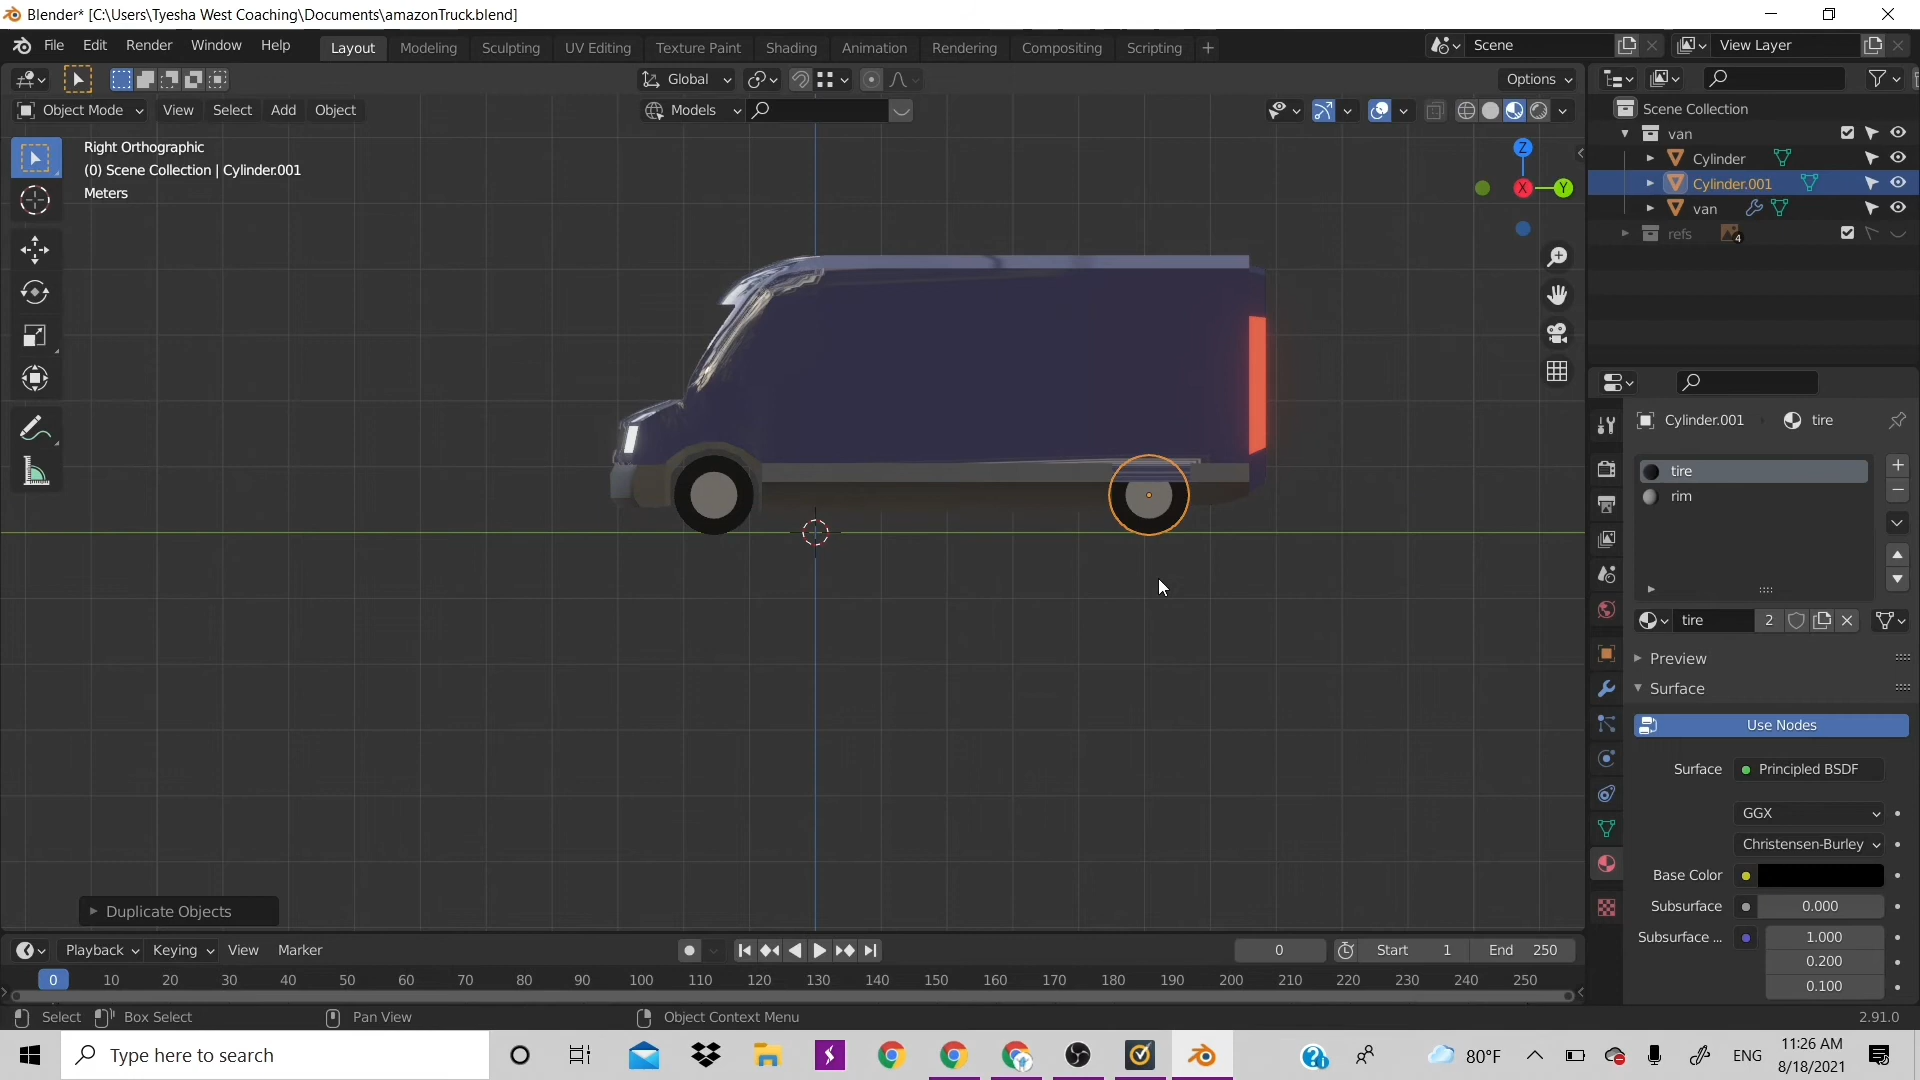 Blender* [C:\Users\Tyesha West Coaching\Documents\amazonTruck.blend]
File Edit Render Window Help Layout Modeling Sculpting UV Editing Texture Paint Shading Animation Rendering Compositing Scripting + Scene View Layer
Global Options
Object Mode View Select Add Object Models
Right Orthographic
(0) Scene Collection | Cylinder.001
Meters
Z
X
Y
Scene Collection
van
Cylinder
Cylinder.001
van
refs 4
Cylinder.001 tire
tire
rim
tire 2
Preview
Surface
Use Nodes
Surface Principled BSDF
GGX
Christensen-Burley
Base Color
Subsurface 0.000
Subsurface ... 1.000
0.200
0.100
Duplicate Objects
Playback Keying View Marker 0 Start 1 End 250
0 10 20 30 40 50 60 70 80 90 100 110 120 130 140 150 160 170 180 190 200 210 220 230 240 250
Select Box Select Pan View Object Context Menu 2.91.0
Type here to search 80°F ENG 11:26 AM
8/18/2021